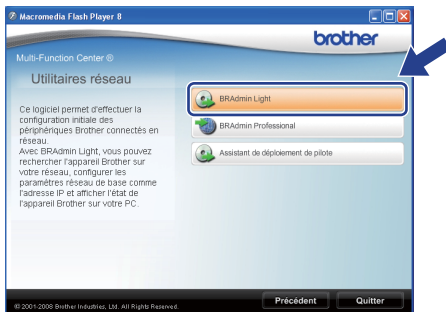 Macromedia Flash Player 8
brother
Multi-Function Center ®
Utilitaires réseau
Ce logiciel permet d'effectuer la
configuration initiale des
périphériques Brother connectés en
réseau.
Avec BRAdmin Light, vous pouvez
rechercher l'appareil Brother sur
votre réseau, configurer les
paramètres réseau de base comme
l'adresse IP et afficher l'état de
l'appareil Brother sur votre PC.
BRAdmin Light
BRAdmin Professional
Assistant de déploiement de pilote
© 2001-2008 Brother Industries, Ltd. All Rights Reserved.
Précédent
Quitter